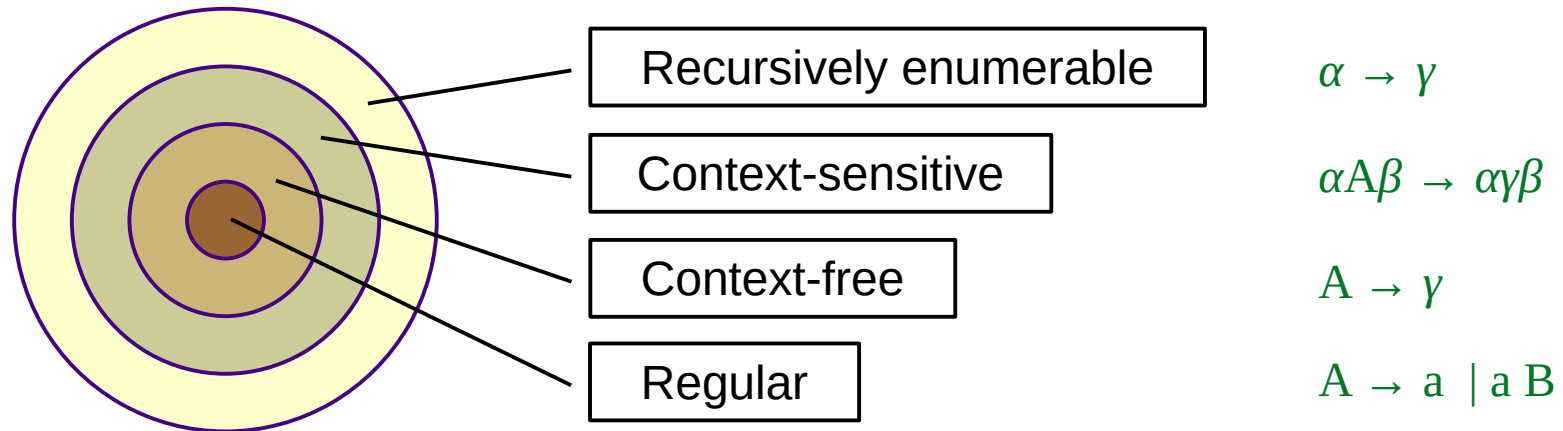 Recursively enumerable α → γ
Context-sensitive αAβ → αγβ
Context-free A → γ
Regular A → a | a B